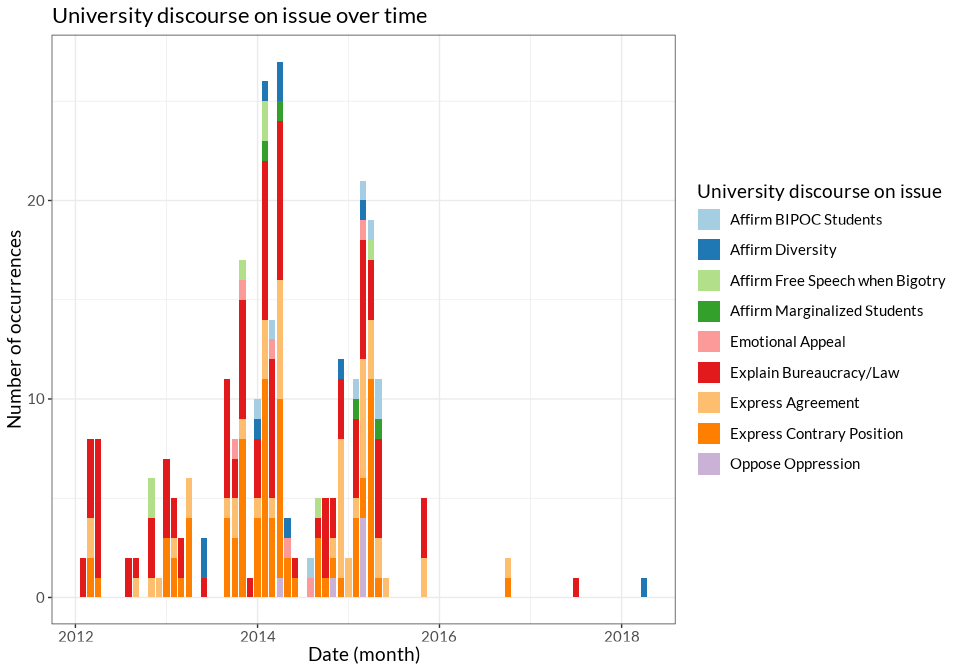 University discourse on issue over time
Number of occurrences
20
10
0
2012
2014
2016
2018
Date (month)
University discourse on issue
Affirm BIPOC Students
Affirm Diversity
Affirm Free Speech when Bigotry
Affirm Marginalized Students
Emotional Appeal
Explain Bureaucracy/Law
Express Agreement
Express Contrary Position
Oppose Oppression